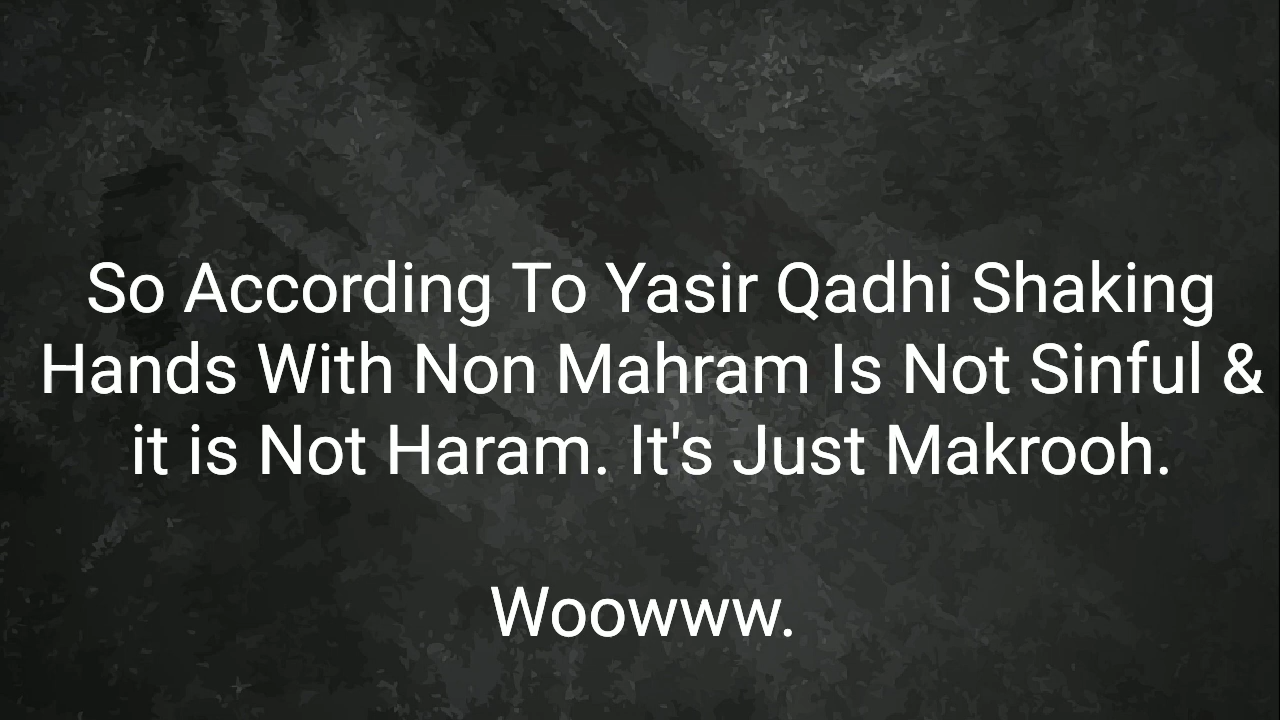 So According To Yasir Qadhi Shaking
Hands With Non Mahram Is Not Sinful &
it is Not Haram. It's Just Makrooh.
Woowww.